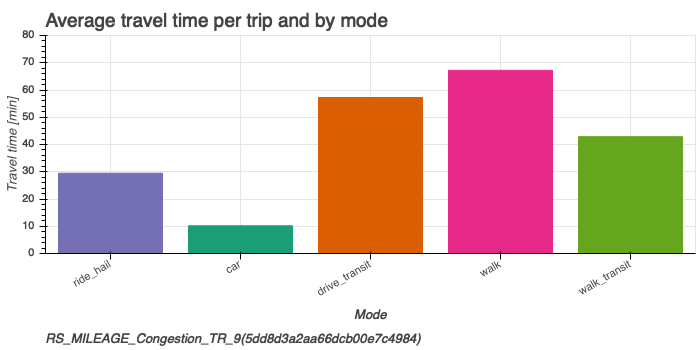 Average travel time per trip and by mode
80
70
60
50
40
30
20
10
0
Travel time [min]
ride_hail
car
drive_transit
walk
walk_transit
Mode
RS_MILEAGE_Congestion_TR_9(5dd8d3a2aa66dcb00e7c4984)